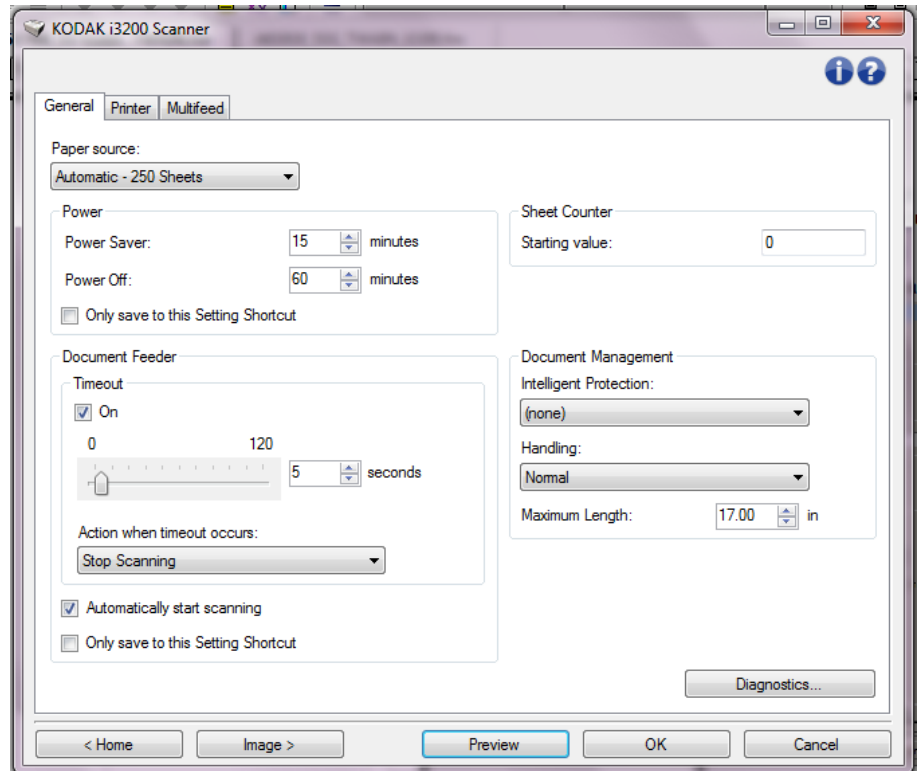 KODAK i3200 Scanner
General Printer Multifeed
Paper source:
Automatic - 250 Sheets
Power
Power Saver: 15 minutes
Power Off: 60 minutes
Only save to this Setting Shortcut
Sheet Counter
Starting value: 0
Document Feeder
Timeout
On
0 120
5 seconds
Action when timeout occurs:
Stop Scanning
Automatically start scanning
Only save to this Setting Shortcut
Document Management
Intelligent Protection:
(none)
Handling:
Normal
Maximum Length: 17.00 in
Diagnostics...
< Home Image > Preview OK Cancel